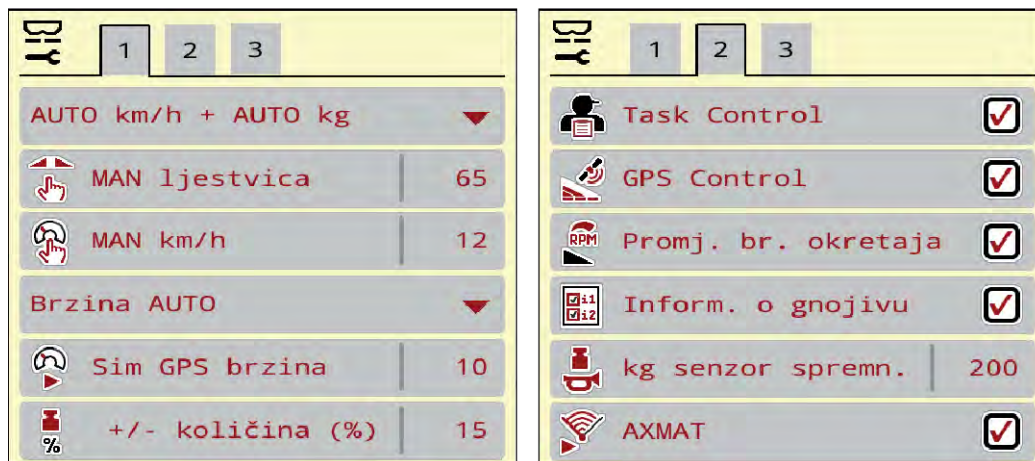 1 2 3
AUTO km/h + AUTO kg
MAN ljestvica 65
MAN km/h 12
Brzina AUTO
Sim GPS brzina 10
% +/- količina (%) 15
1 2 3
Task Control
GPS Control
RPM Promj. br. okretaja
i1
i2
Inform. o gnojivu
kg senzor spremn. 200
AXMAT